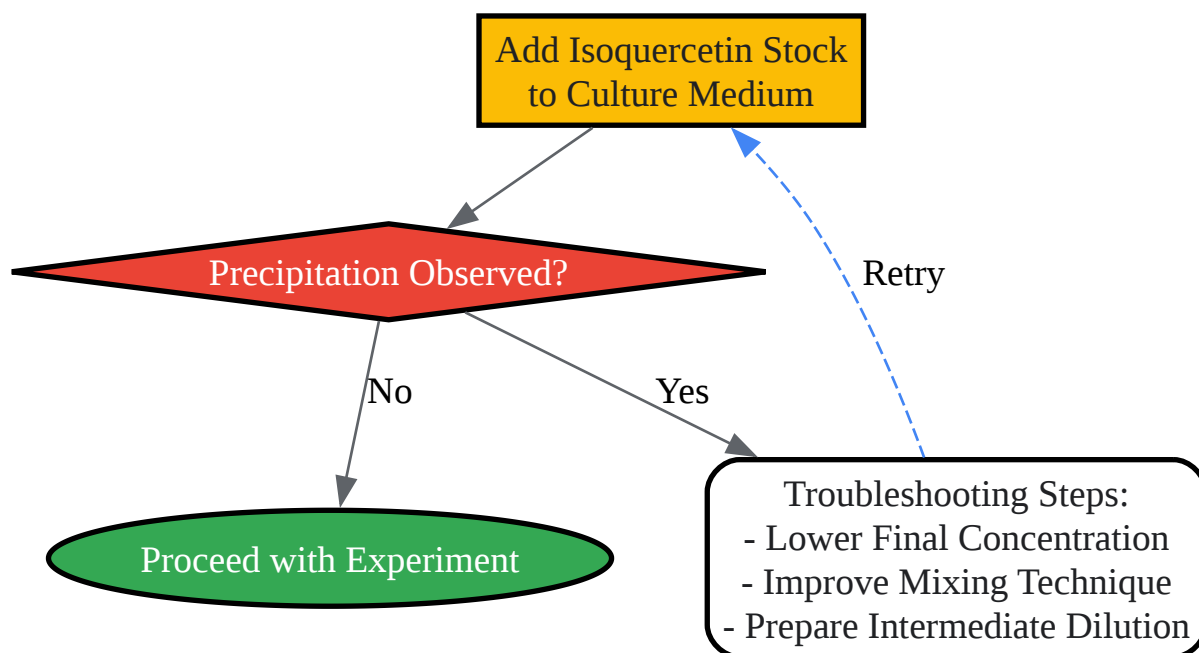 Add Isoquercetin Stock
to Culture Medium
Precipitation Observed?
Retry
No
Yes
Proceed with Experiment
Troubleshooting Steps:
- Lower Final Concentration
- Improve Mixing Technique
- Prepare Intermediate Dilution